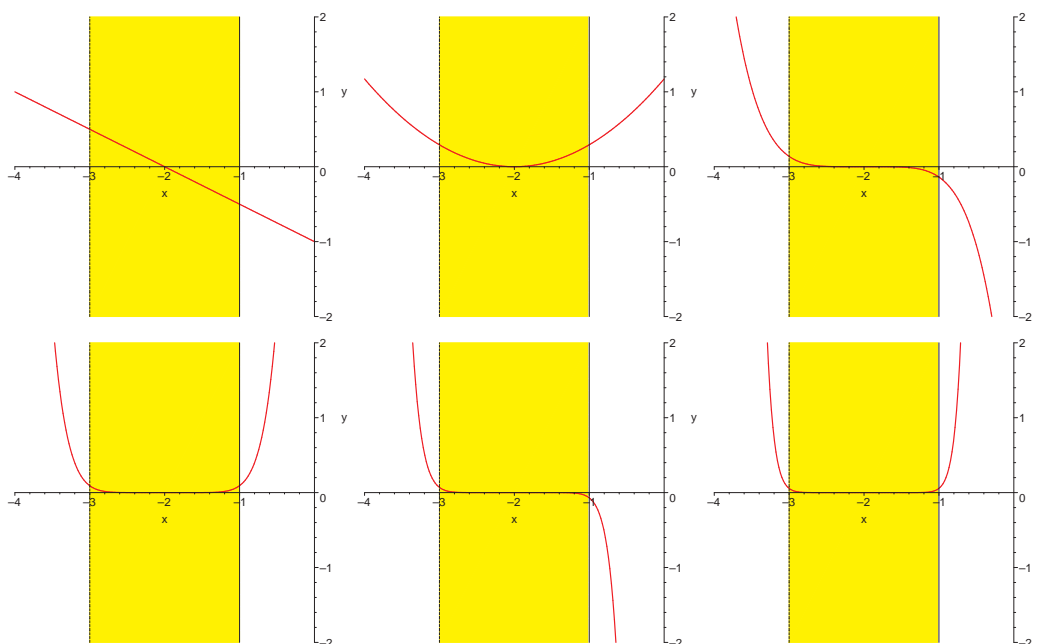 2 2 2
1 y 1 y 1
–4 –3 –2 –1 0 –4 –3 –2 –1 0 –4 –3 –2 –1 0
x x x
–1 –1 –1
–2 –2 –2
2 2 2
1 y 1 y 1
–4 –3 –2 –1 0 –4 –3 –2 –1 0 –4 –3 –2 –1 0
x x x
–1 –1 –1
–2 –2 –2